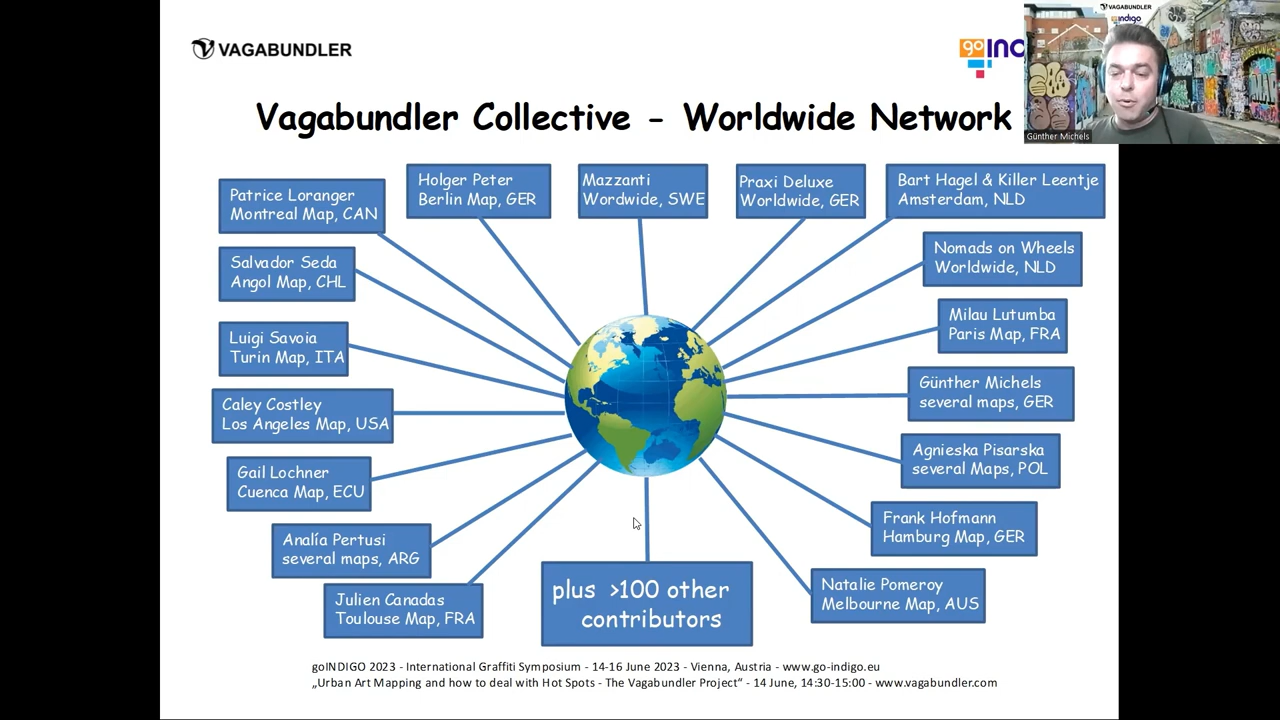 VAGABUNDLER
go INC
VAGABUNDLER
indigo
Günther Michels
Vagabundler Collective - Worldwide Network
Patrice Loranger
Montreal Map, CAN
Holger Peter
Berlin Map, GER
Mazzanti
Wordwide, SWE
Praxi Deluxe
Worldwide, GER
Bart Hagel & Killer Leentje
Amsterdam, NLD
Salvador Seda
Angol Map, CHL
Nomads on Wheels
Worldwide, NLD
Luigi Savoia
Turin Map, ITA
Milau Lutumba
Paris Map, FRA
Caley Costley
Los Angeles Map, USA
Günther Michels
several maps, GER
Gail Lochner
Cuenca Map, ECU
Agnieska Pisarska
several Maps, POL
Analía Pertusi
several maps, ARG
Frank Hofmann
Hamburg Map, GER
Julien Canadas
Toulouse Map, FRA
plus >100 other
contributors
Natalie Pomeroy
Melbourne Map, AUS
goINDIGO 2023 - International Graffiti Symposium - 14-16 June 2023 - Vienna, Austria - www.go-indigo.eu
„Urban Art Mapping and how to deal with Hot Spots - The Vagabundler Project“ - 14 June, 14:30-15:00 - www.vagabundler.com